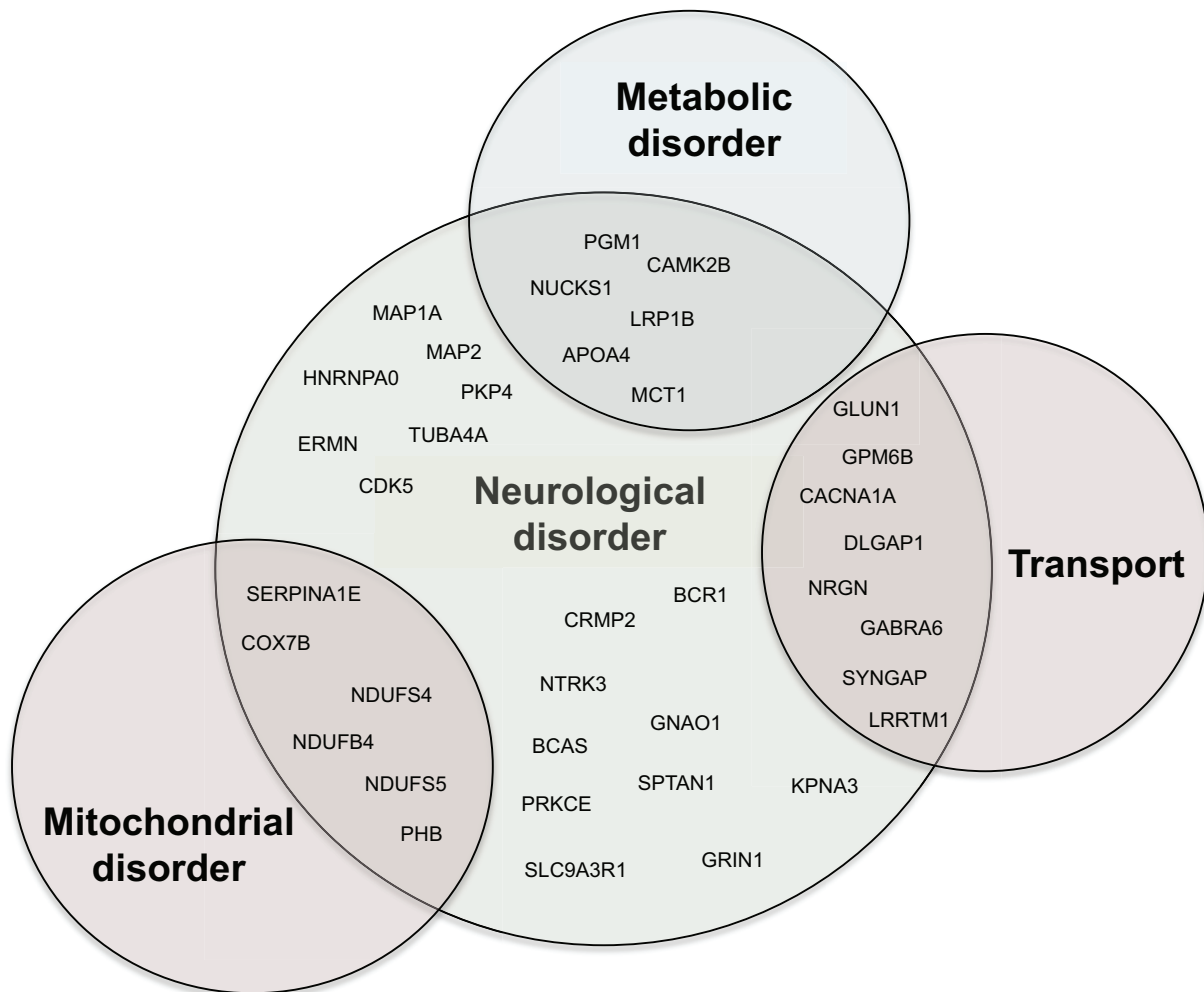 Metabolic
disorder
PGM1
CAMK2B
NUCKS1
LRP1B
APOA4
MCT1
MAP1A
MAP2
HNRNPA0
PKP4
ERMN
TUBA4A
CDK5
Neurological
disorder
GLUN1
GPM6B
CACNA1A
DLGAP1
NRGN
GABRA6
SYNGAP
LRRTM1
Transport
SERPINA1E
COX7B
NDUFS4
NDUFB4
NDUFS5
PHB
Mitochondrial
disorder
BCR1
CRMP2
NTRK3
GNAO1
BCAS
SPTAN1
KPNA3
PRKCE
SLC9A3R1
GRIN1